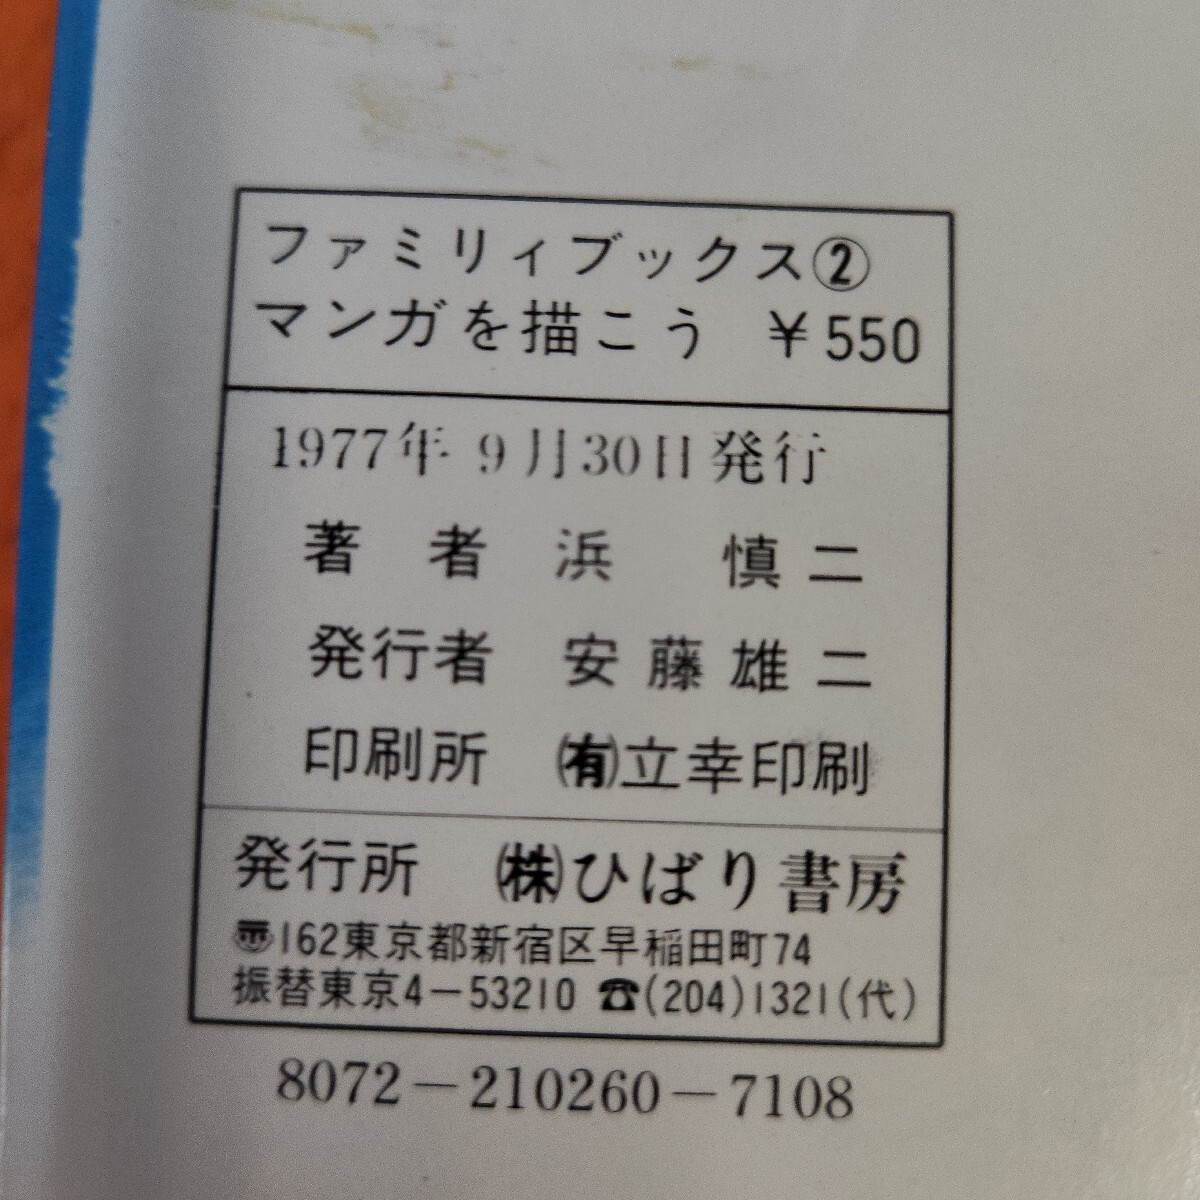 ファミリィブックス②
マンガを描こう ￥550
1977年 9月30日発行
著者 浜 慎二
発行者 安藤雄二
印刷所 ㈲立幸印刷
発行所 ㈱ひばり書房
〠162東京都新宿区早稲田町74
振替東京4－53210 ☎(204)1321(代)
8072－210260－7108